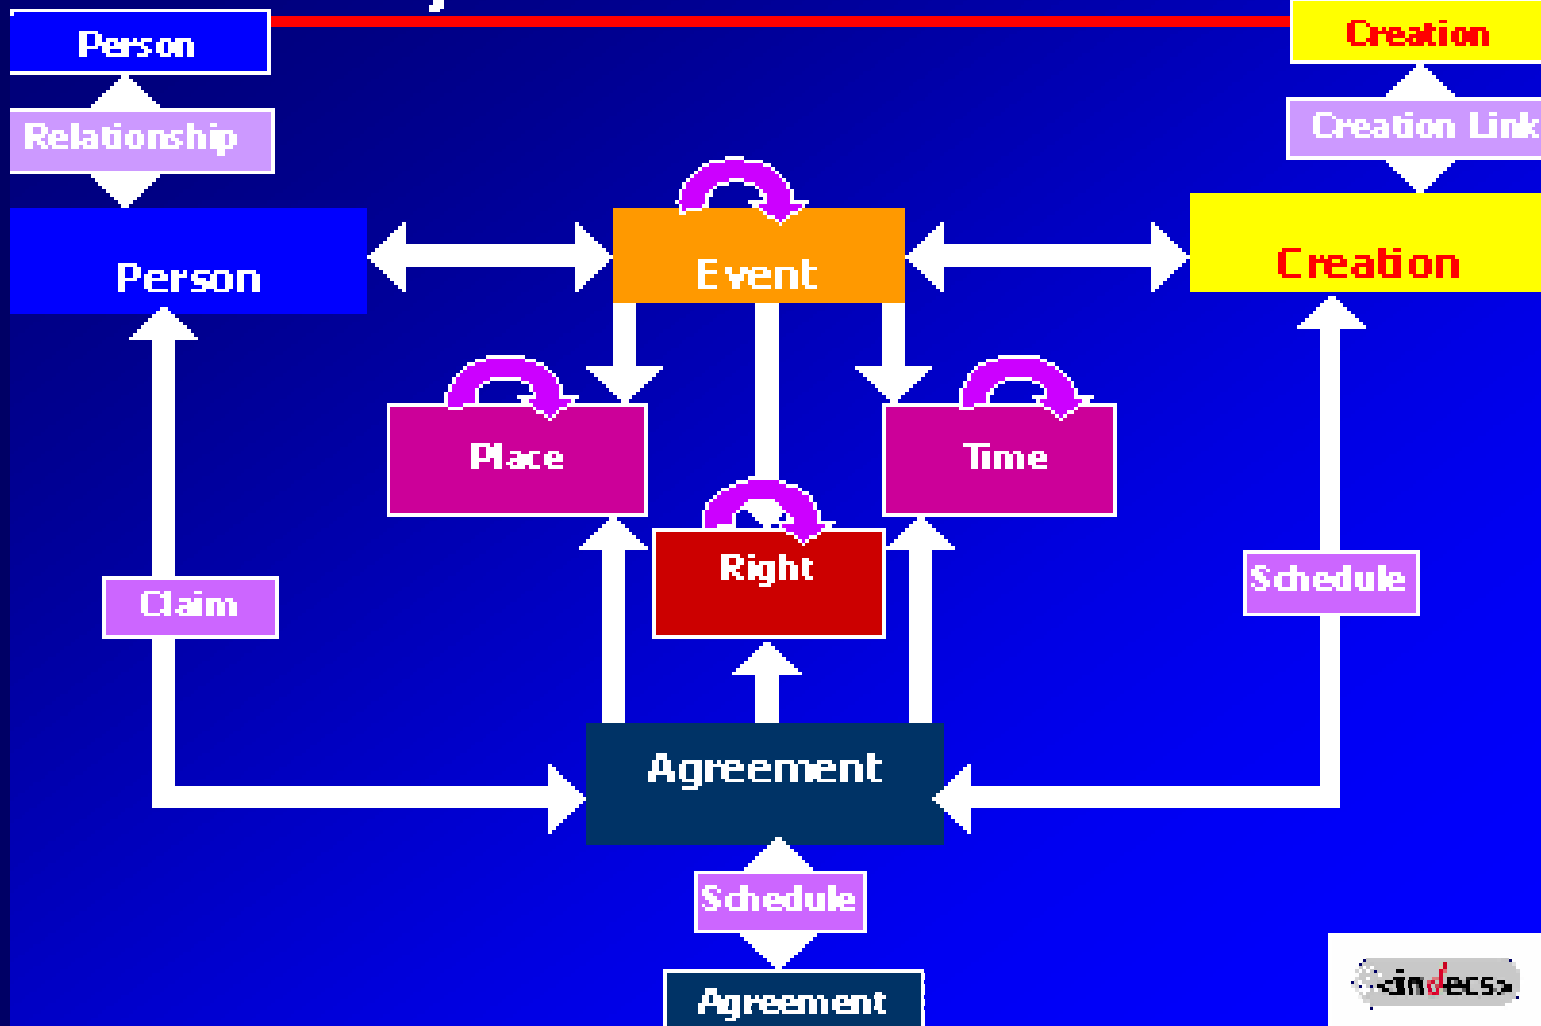 Person
Creation
Relationship
Creation Link
Person
Event
Creation
Place
Time
Right
Schedule
Claim
Agreement
Schedule
Agreement
<indecs>